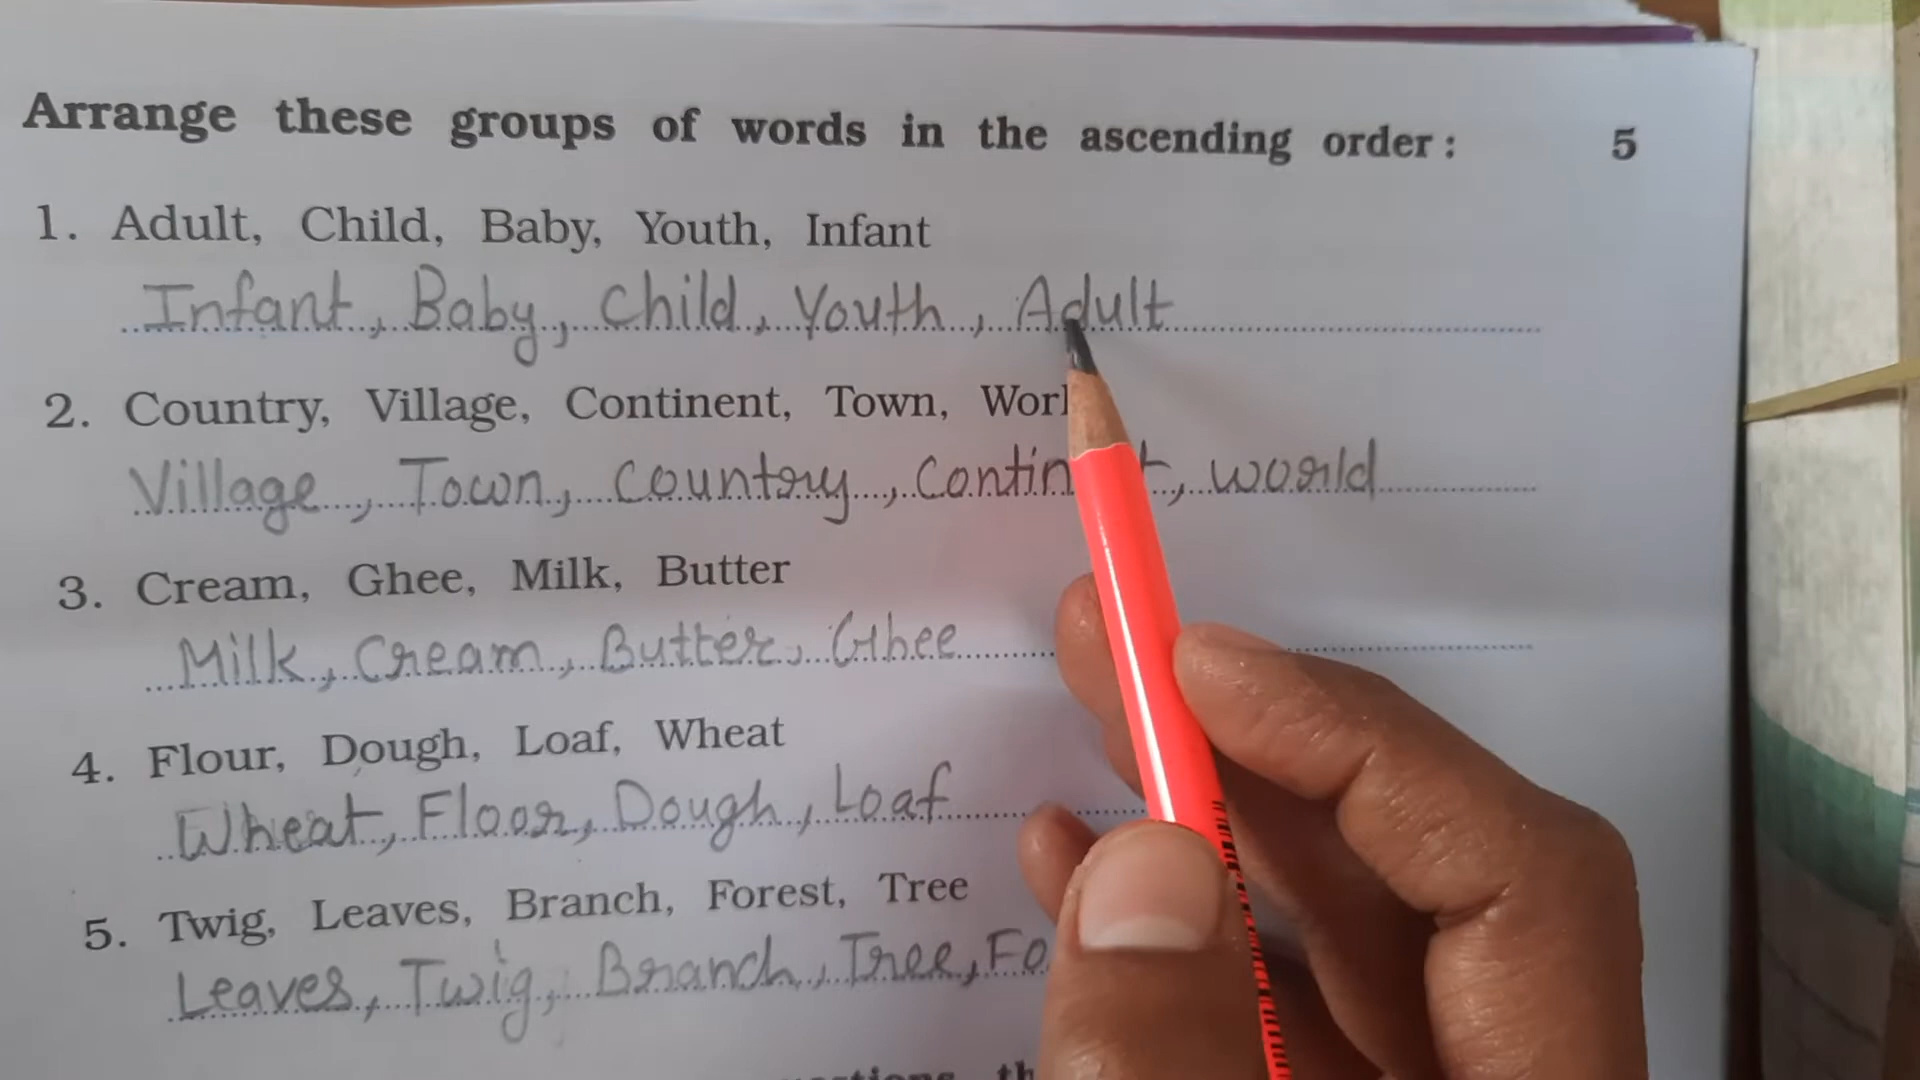 Arrange these groups of words in the ascending order : 5
1. Adult, Child, Baby, Youth, Infant
Infant, Baby, Child, Youth, Adult
2. Country, Village, Continent, Town, Worl
Village, Town, Country, Contin t, world
3. Cream, Ghee, Milk, Butter
Milk, Cream, Butter, Ghee
4. Flour, Dough, Loaf, Wheat
Wheat, Floor, Dough, Loaf
5. Twig, Leaves, Branch, Forest, Tree
Leaves, Twig, Branch, Tree, Fo